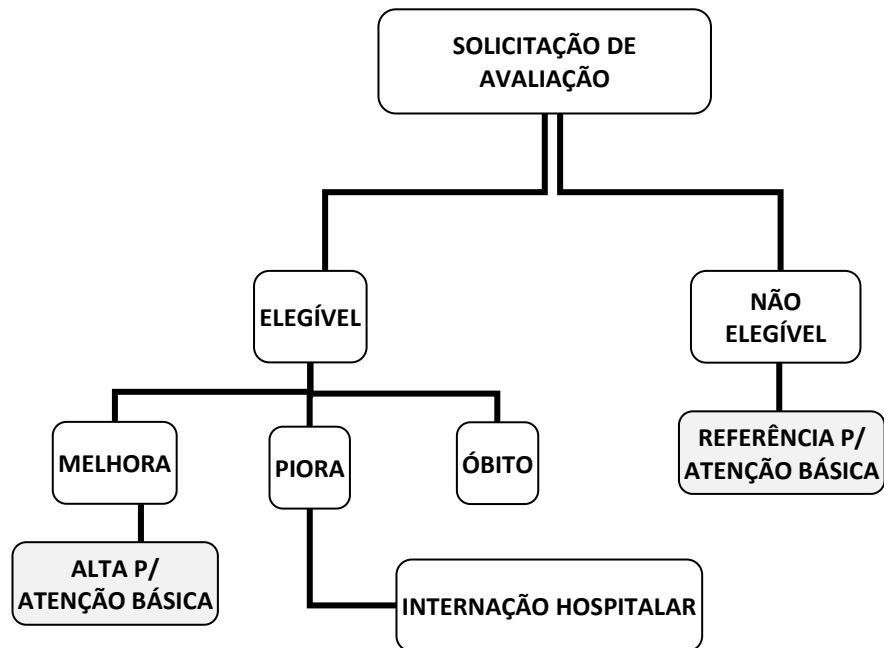 SOLICITAÇÃO DE
AVALIAÇÃO
ELEGÍVEL
NÃO
ELEGÍVEL
MELHORA
PIORA
ÓBITO
REFERÊNCIA P/
ATENÇÃO BÁSICA
ALTA P/
ATENÇÃO BÁSICA
INTERNAÇÃO HOSPITALAR